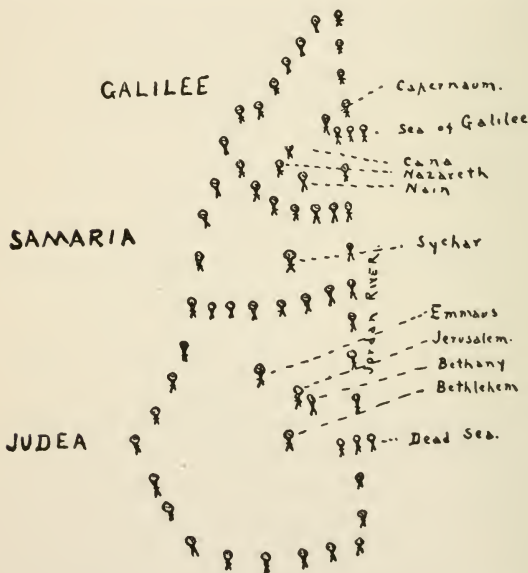 GALILEE
Capernaum.
Sea of Galilee
Cana
Nazareth
Nain
SAMARIA
Sychar
Jordan RIVER.
Emmaus
Jerusalem.
Bethany
Bethlehem
JUDEA
Dead Sea.